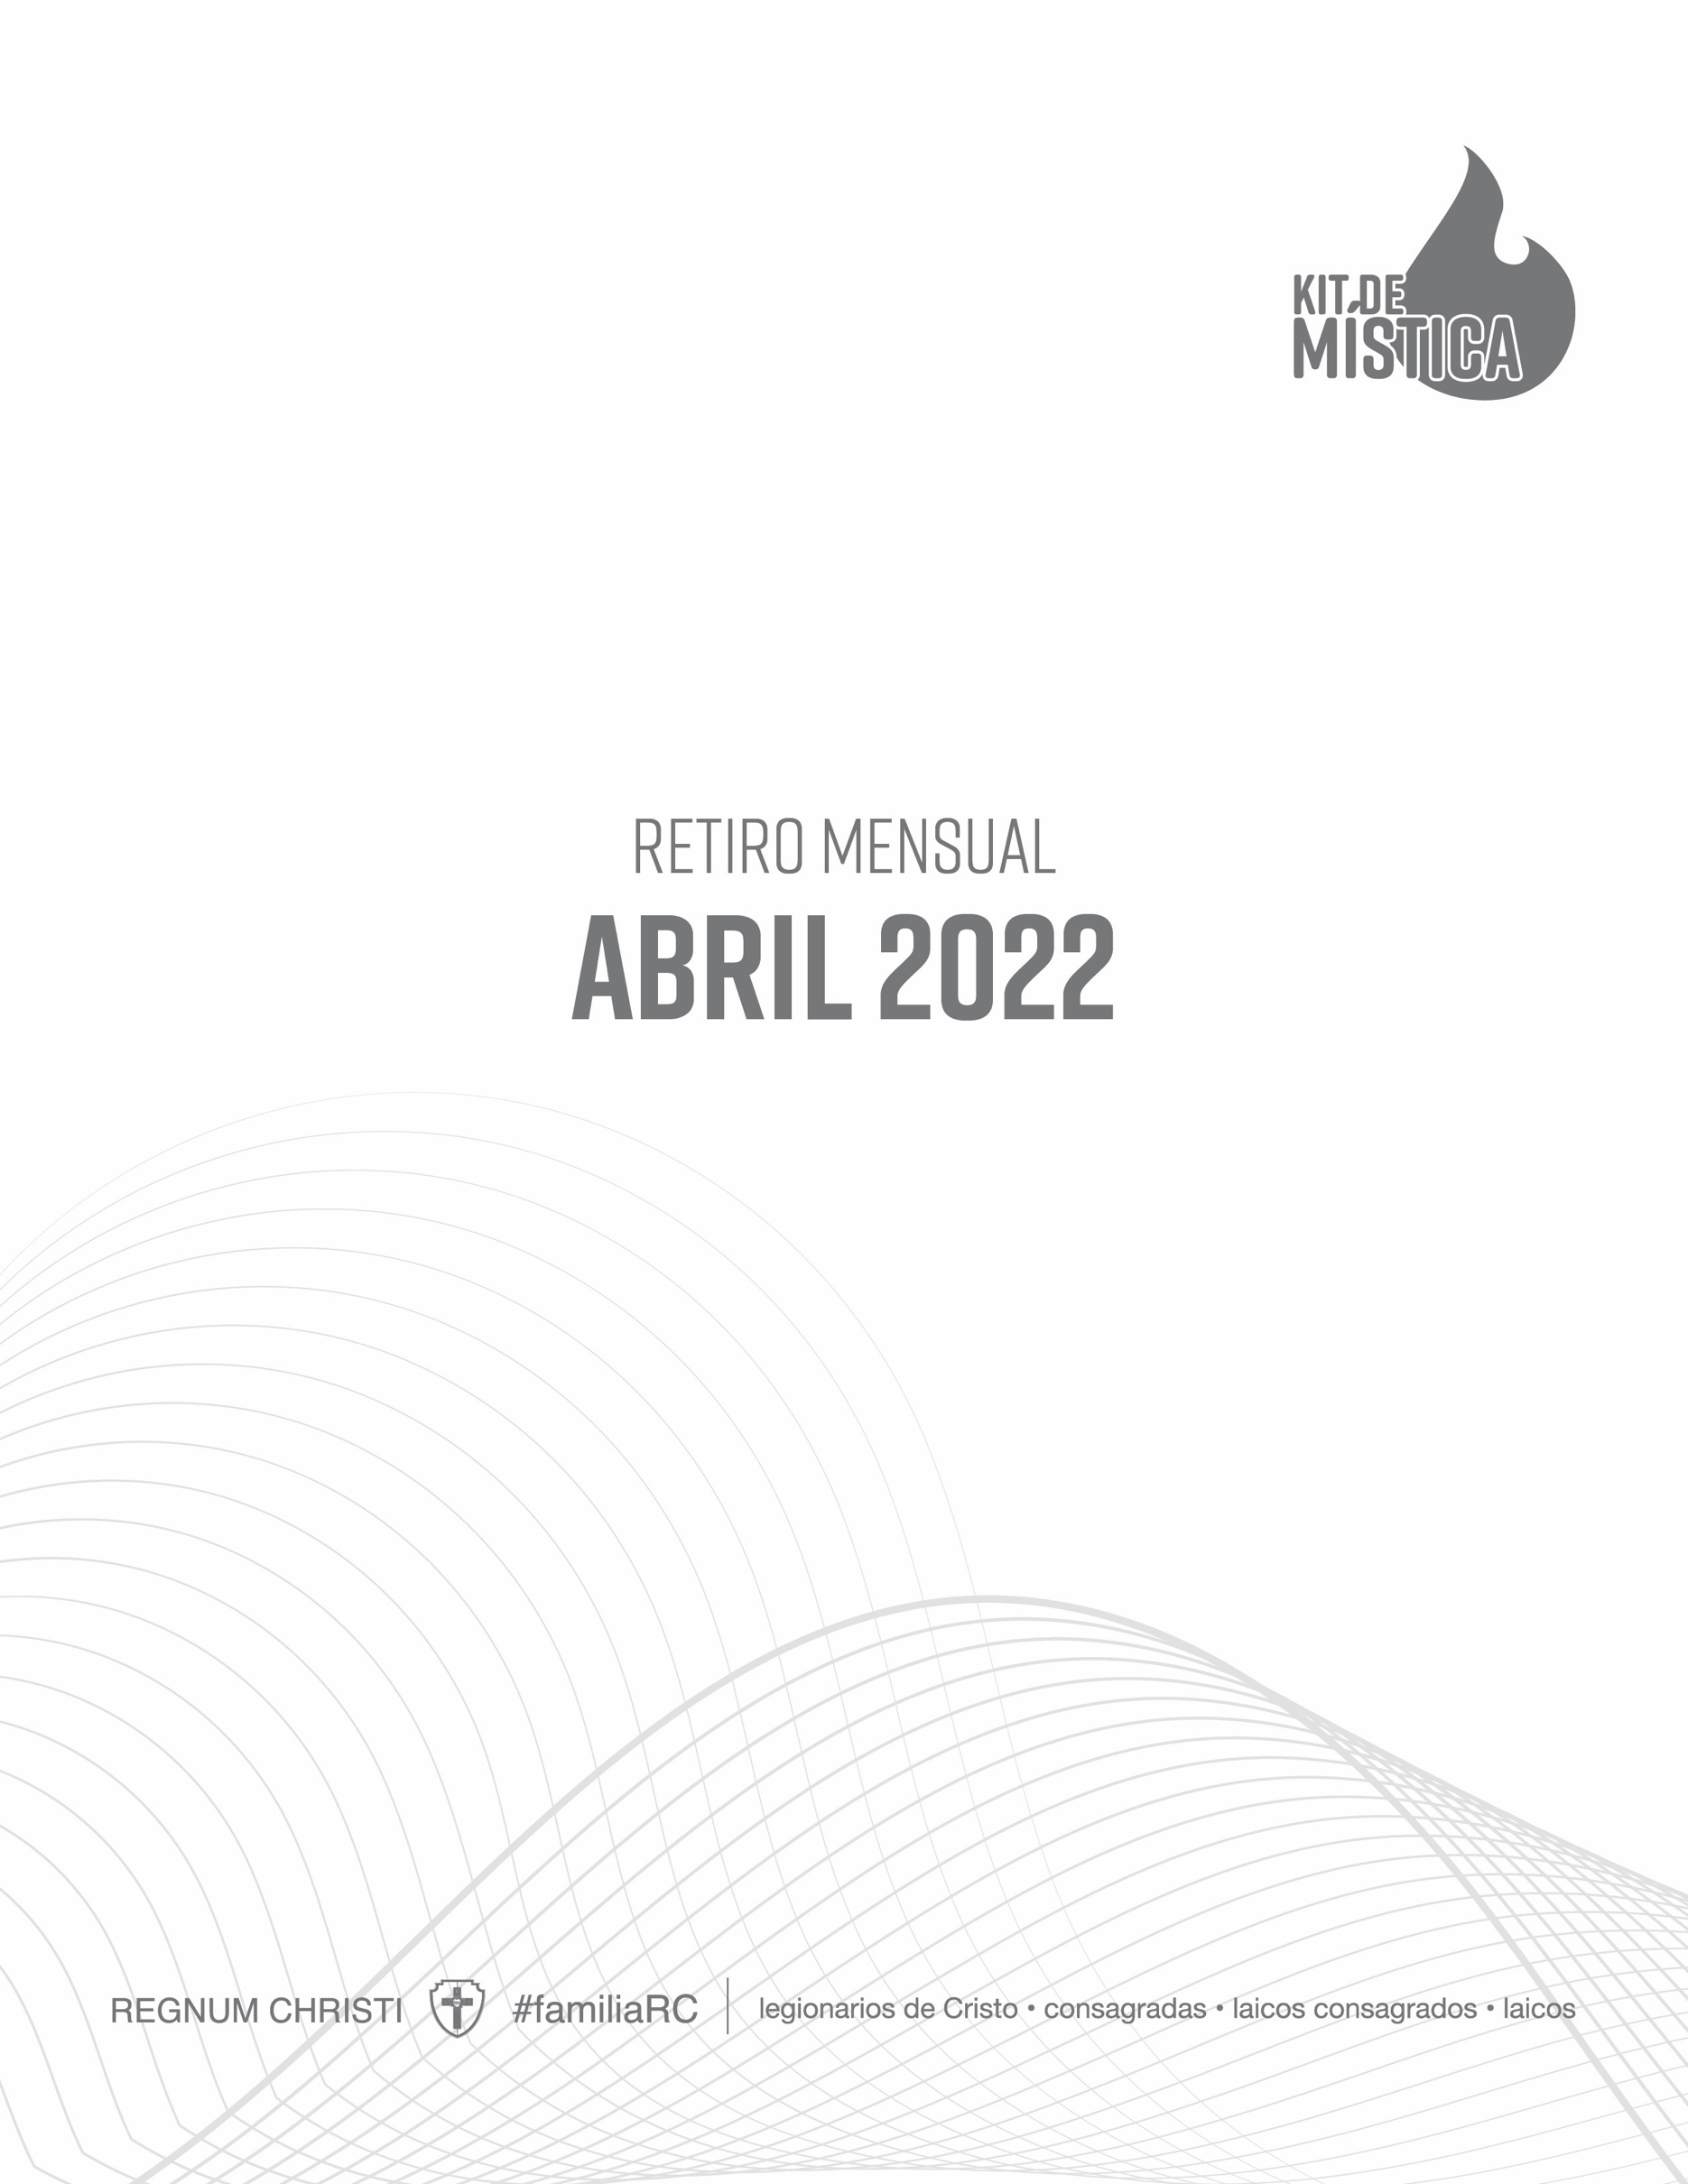 KIT DE
MÍSTICA
RETIRO MENSUAL
ABRIL 2022
REGNUM CHRISTI #familiaRC legionarios de Cristo • consagradas • laicos consagrados • laicos